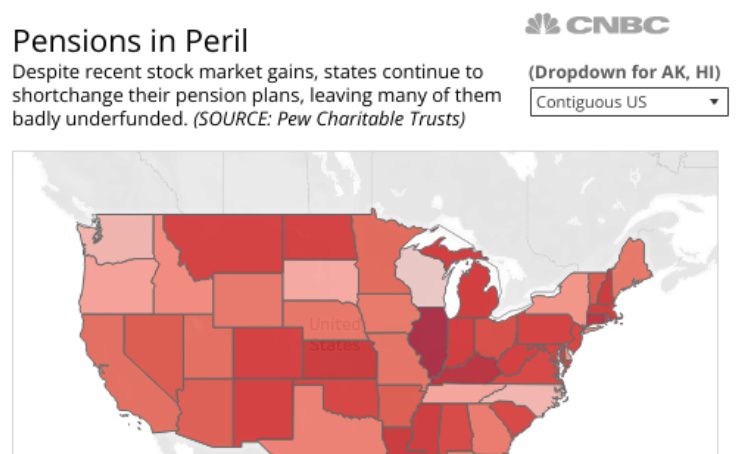 CNBC
Pensions in Peril
Despite recent stock market gains, states continue to
shortchange their pension plans, leaving many of them
badly underfunded. (SOURCE: Pew Charitable Trusts)
(Dropdown for AK, HI)
Contiguous US
United
States